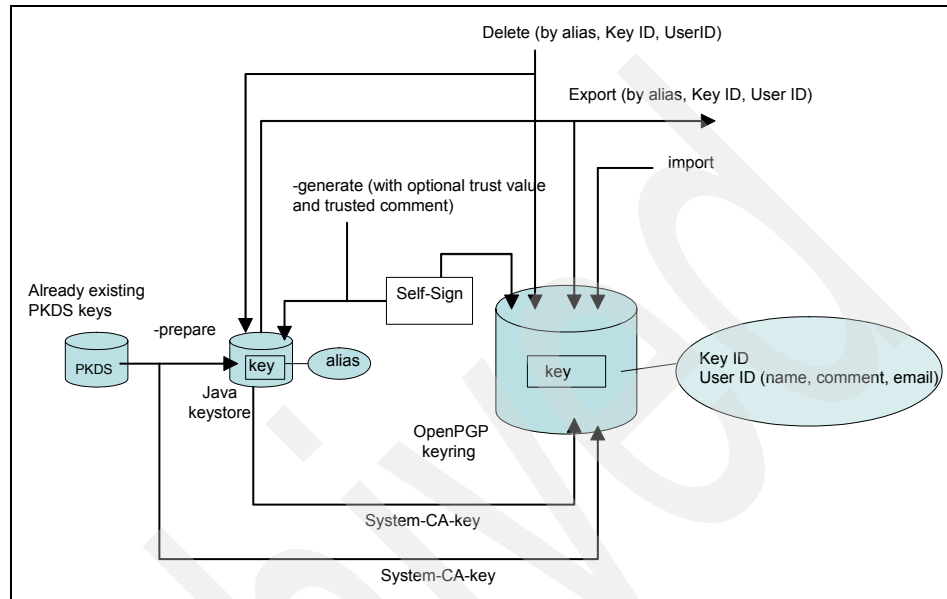 Delete (by alias, Key ID, UserID)
Export (by alias, Key ID, User ID)
import
-generate (with optional trust value
and trusted comment)
Self-Sign
Already existing
PKDS keys
-prepare
PKDS
key
alias
Java
keystore
key
Key ID
User ID (name, comment, email)
OpenPGP
keyring
System-CA-key
System-CA-key